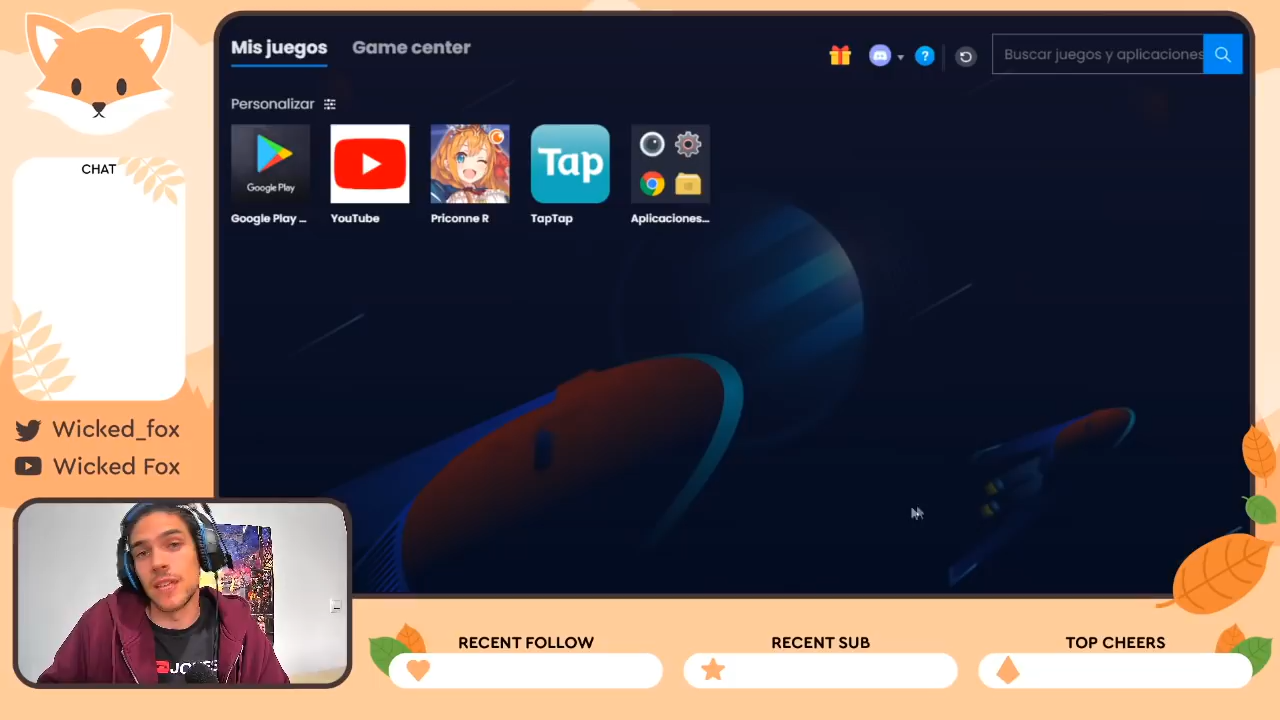 Mis juegos
Game center
Buscar juegos y aplicaciones
Personalizar
Google Play
Tap
Google Play ...
YouTube
Priconne R
TapTap
Aplicaciones...
CHAT
Wicked_fox
Wicked Fox
RECENT FOLLOW
RECENT SUB
TOP CHEERS